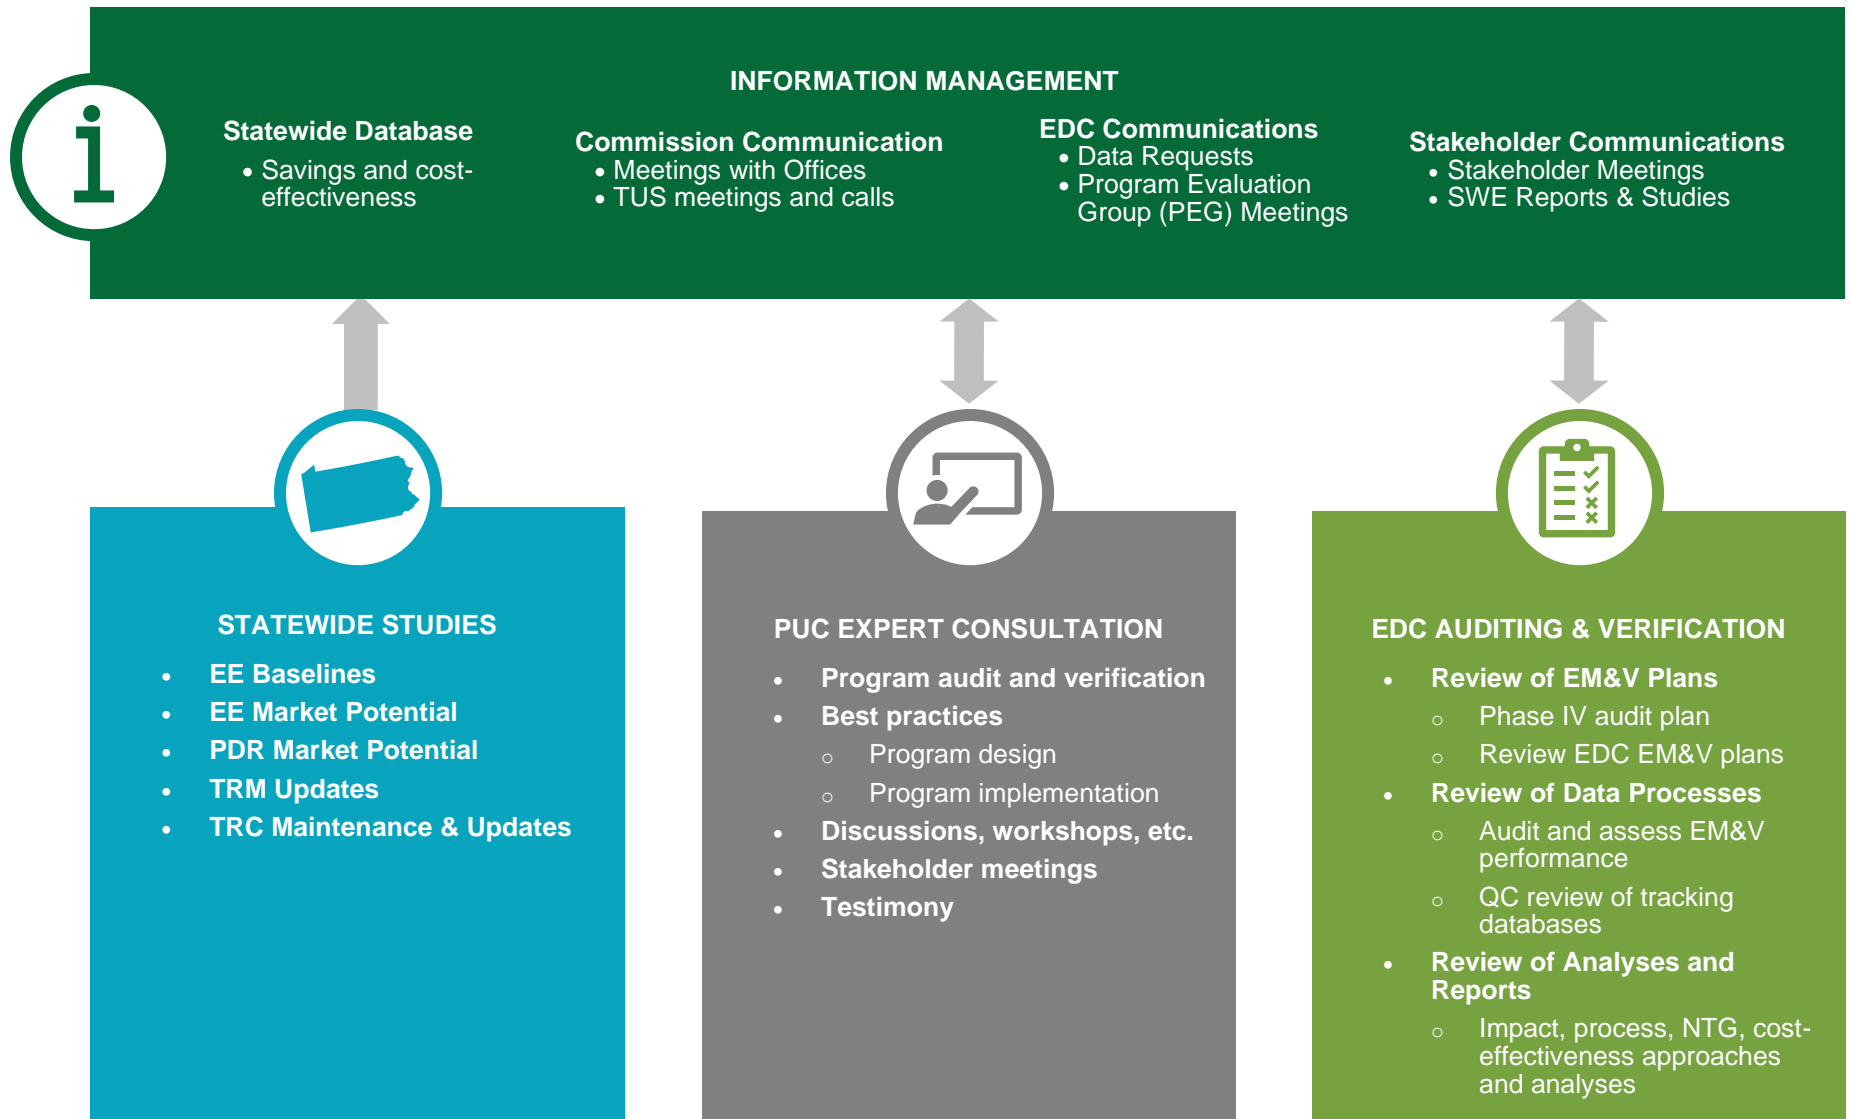 INFORMATION MANAGEMENT
Statewide Database
• Savings and cost-
effectiveness
Commission Communication
• Meetings with Offices
• TUS meetings and calls
EDC Communications
• Data Requests
• Program Evaluation
Group (PEG) Meetings
Stakeholder Communications
• Stakeholder Meetings
• SWE Reports & Studies
STATEWIDE STUDIES
• EE Baselines
• EE Market Potential
• PDR Market Potential
• TRM Updates
• TRC Maintenance & Updates
PUC EXPERT CONSULTATION
• Program audit and verification
• Best practices
○ Program design
○ Program implementation
• Discussions, workshops, etc.
• Stakeholder meetings
• Testimony
EDC AUDITING & VERIFICATION
• Review of EM&V Plans
○ Phase IV audit plan
○ Review EDC EM&V plans
• Review of Data Processes
○ Audit and assess EM&V
performance
○ QC review of tracking
databases
• Review of Analyses and
Reports
○ Impact, process, NTG, cost-
effectiveness approaches
and analyses